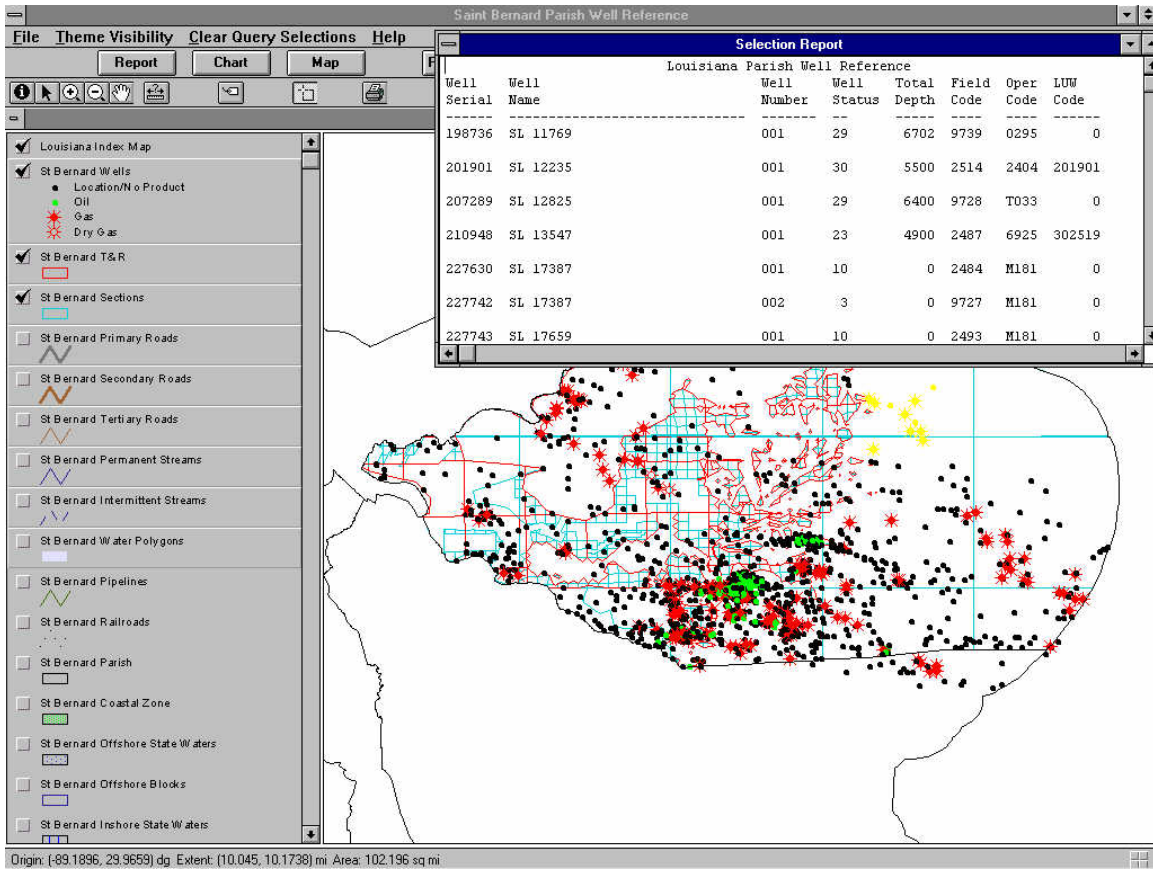 Saint Bernard Parish Well Reference
File Theme Visibility Clear Query Selections Help
Report Chart Map
Selection Report
Louisiana Parish Well Reference
Well Well Well Well Total Field Oper LUW
Serial Name Number Status Depth Code Code Code
------ ------------------------------ ------- -- ----- ---- ---- ------
198736 SL 11769 001 29 6702 9739 0295 0
201901 SL 12235 001 30 5500 2514 2404 201901
207289 SL 12825 001 29 6400 9728 T033 0
210948 SL 13547 001 23 4900 2487 6925 302519
227630 SL 17387 001 10 0 2484 M181 0
227742 SL 17387 002 3 0 9727 M181 0
227743 SL 17659 001 10 0 2493 M181 0
Louisiana Index Map
St Bernard Wells
Location/No Product
Oil
Gas
Dry Gas
St Bernard T&R
St Bernard Sections
St Bernard Primary Roads
St Bernard Secondary Roads
St Bernard Tertiary Roads
St Bernard Permanent Streams
St Bernard Intermittent Streams
St Bernard Water Polygons
St Bernard Pipelines
St Bernard Railroads
St Bernard Parish
St Bernard Coastal Zone
St Bernard Offshore State Waters
St Bernard Offshore Blocks
St Bernard Inshore State Waters
Origin: (-89.1896, 29.9659) dg Extent: (10.045, 10.1738) mi Area: 102.196 sq mi